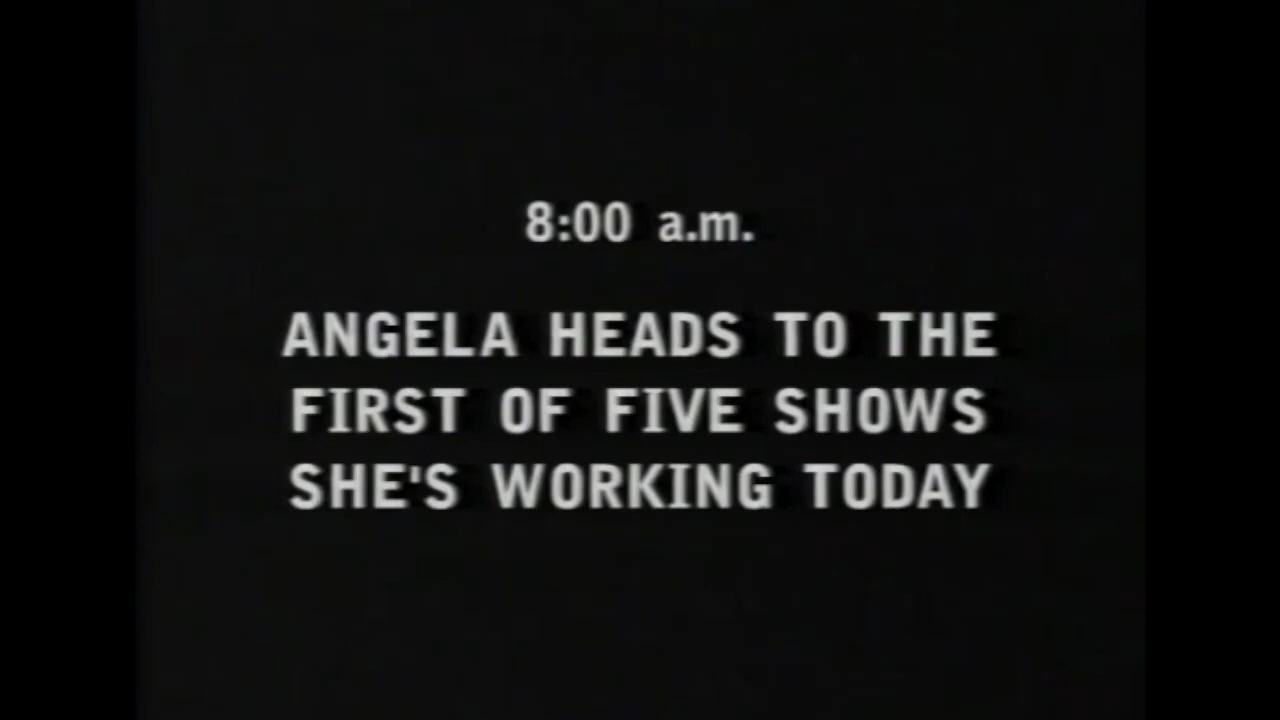 8:00 a.m.
ANGELA HEADS TO THE
FIRST OF FIVE SHOWS
SHE'S WORKING TODAY